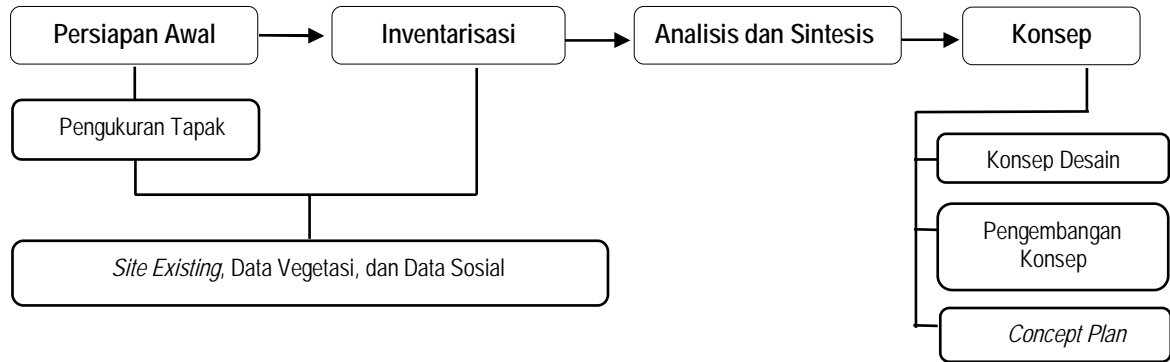 Persiapan Awal
Inventarisasi
Analisis dan Sintesis
Konsep
Pengukuran Tapak
Konsep Desain
Pengembangan
Konsep
Site Existing, Data Vegetasi, dan Data Sosial
Concept Plan